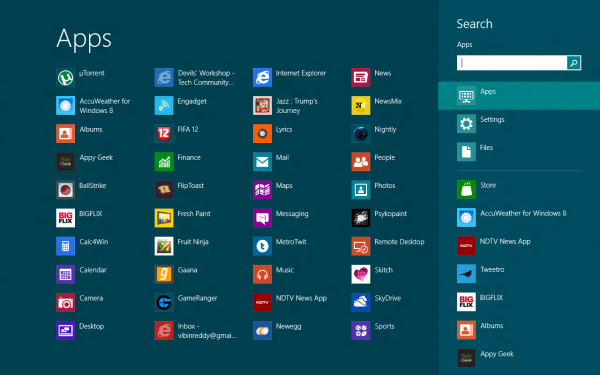 Apps
µTorrent
AccuWeather for
Windows 8
Albums
Appy Geek
BallStrike
BIGFLIX
Calc4Win
Calendar
Camera
Desktop
Devils' Workshop -
Tech Community...
Engadget
FIFA 12
Finance
FlipToast
Fresh Paint
Fruit Ninja
Gaana
GameRanger
Inbox -
vibinreddy@gmai...
Internet Explorer
Jazz : Trump's
Journey
Lyrics
Mail
Maps
Messaging
MetroTwit
Music
NDTV News App
Newegg
News
NewsMix
Nightly
People
Photos
Psykopaint
Remote Desktop
Skitch
SkyDrive
Sports
Search
Apps
Apps
Settings
Files
Store
AccuWeather for Windows 8
NDTV News App
Tweetro
BIGFLIX
Albums
Appy Geek